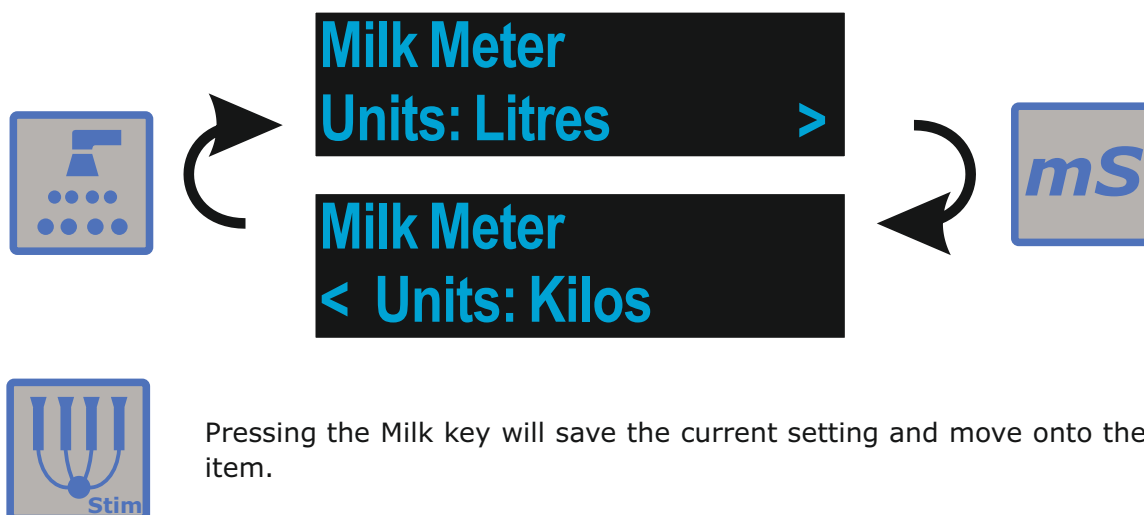 Milk Meter
Units: Litres >
mS
Milk Meter
< Units: Kilos
Stim
Pressing the Milk key will save the current setting and move onto the
item.